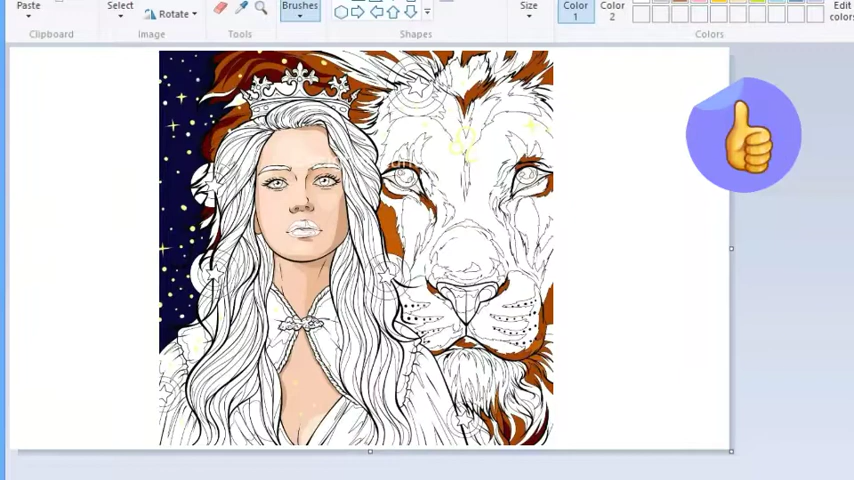 Paste
Select
Rotate
Brushes
Size
Color
1
Color
2
Edit
colors
Clipboard
Image
Tools
Shapes
Colors